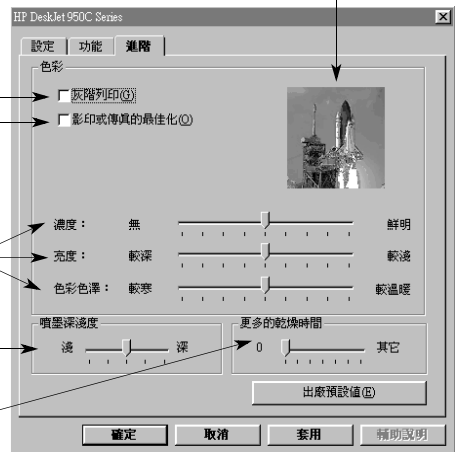 HP DeskJet 950C Series
設定 功能 進階
色彩
灰階列印(G)
影印或傳真的最佳化(O)
濃度： 無 鮮明
亮度： 較深 較淺
色彩色澤： 較寒 較溫暖
噴墨深淺度 更多的乾燥時間
淺 深 0 其它
出廠預設值(E)
確定 取消 套用 輔助說明